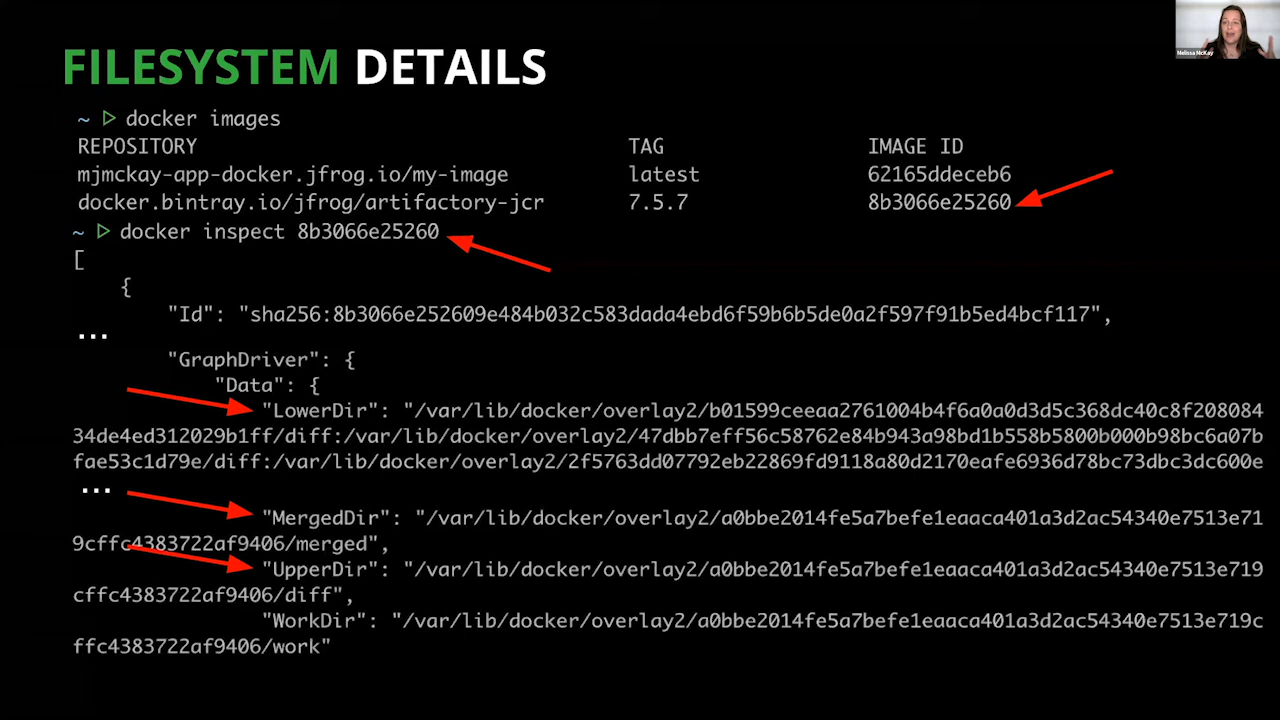 FILESYSTEM DETAILS
Melissa McKay
~ ▷ docker images
REPOSITORY TAG IMAGE ID
mjmckay-app-docker.jfrog.io/my-image latest 62165ddeceb6
docker.bintray.io/jfrog/artifactory-jcr 7.5.7 8b3066e25260
~ ▷ docker inspect 8b3066e25260
[
{
"Id": "sha256:8b3066e252609e484b032c583dada4ebd6f59b6b5de0a2f597f91b5ed4bcf117",
...
"GraphDriver": {
"Data": {
"LowerDir": "/var/lib/docker/overlay2/b01599ceeaa2761004b4f6a0a0d3d5c368dc40c8f208084
34de4ed312029b1ff/diff:/var/lib/docker/overlay2/47dbb7eff56c58762e84b943a98bd1b558b5800b000b98bc6a07b
fae53c1d79e/diff:/var/lib/docker/overlay2/2f5763dd07792eb22869fd9118a80d2170eafe6936d78bc73dbc3dc600e
...
"MergedDir": "/var/lib/docker/overlay2/a0bbe2014fe5a7befe1eaaca401a3d2ac54340e7513e71
9cffc4383722af9406/merged",
"UpperDir": "/var/lib/docker/overlay2/a0bbe2014fe5a7befe1eaaca401a3d2ac54340e7513e719
cffc4383722af9406/diff",
"WorkDir": "/var/lib/docker/overlay2/a0bbe2014fe5a7befe1eaaca401a3d2ac54340e7513e719c
ffc4383722af9406/work"